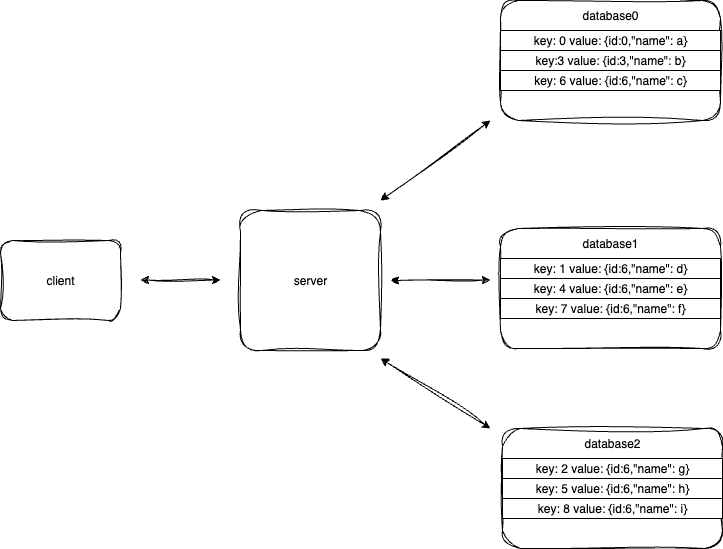 database0
key: 0 value: {id:0,"name": a}
key:3 value: {id:3,"name": b}
key: 6 value: {id:6,"name": c}
client
server
database1
key: 1 value: {id:6,"name": d}
key: 4 value: {id:6,"name": e}
key: 7 value: {id:6,"name": f}
database2
key: 2 value: {id:6,"name": g}
key: 5 value: {id:6,"name": h}
key: 8 value: {id:6,"name": i}